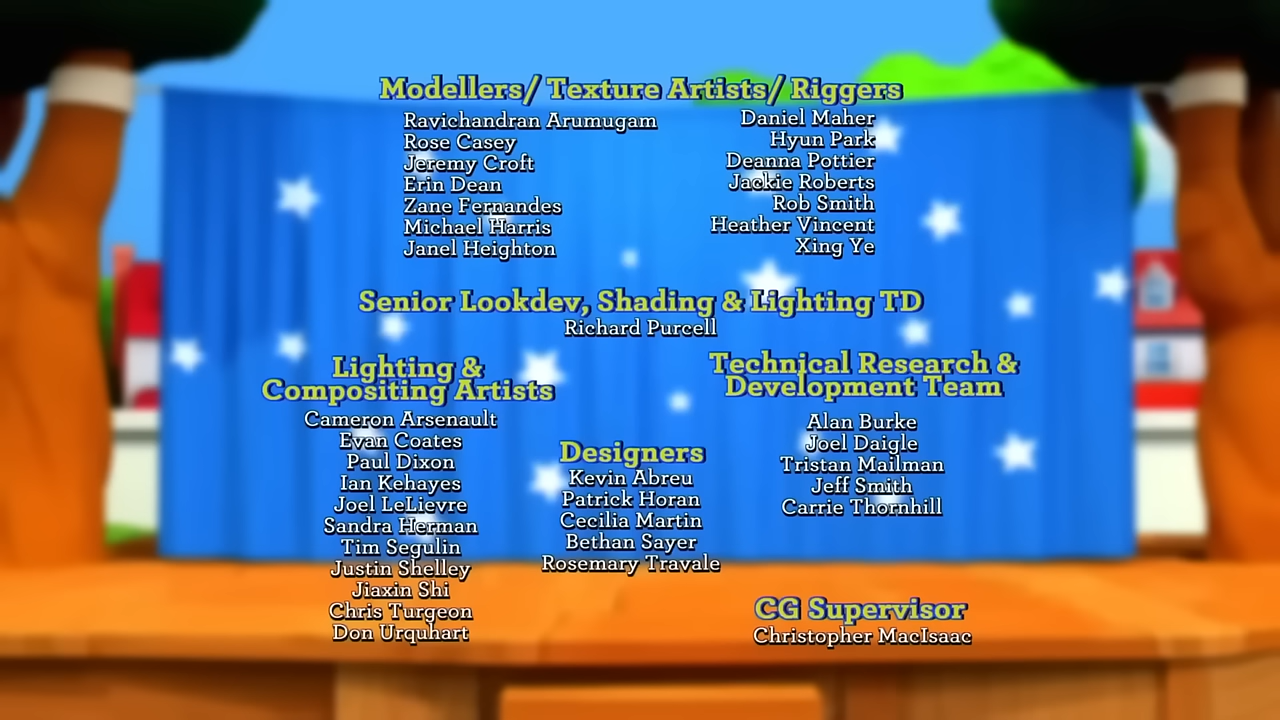 Modellers/ Texture Artists/ Riggers
Ravichandran Arumugam
Rose Casey
Jeremy Croft
Erin Dean
Zane Fernandes
Michael Harris
Janel Heighton
Daniel Maher
Hyun Park
Deanna Pottier
Jackie Roberts
Rob Smith
Heather Vincent
Xing Ye
Senior Lookdev, Shading & Lighting TD
Richard Purcell
Lighting &
Compositing Artists
Cameron Arsenault
Evan Coates
Paul Dixon
Ian Kehayes
Joel LeLievre
Sandra Herman
Tim Segulin
Justin Shelley
Jiaxin Shi
Chris Turgeon
Don Urquhart
Designers
Kevin Abreu
Patrick Horan
Cecilia Martin
Bethan Sayer
Rosemary Travale
Technical Research &
Development Team
Alan Burke
Joel Daigle
Tristan Mailman
Jeff Smith
Carrie Thornhill
CG Supervisor
Christopher MacIsaac